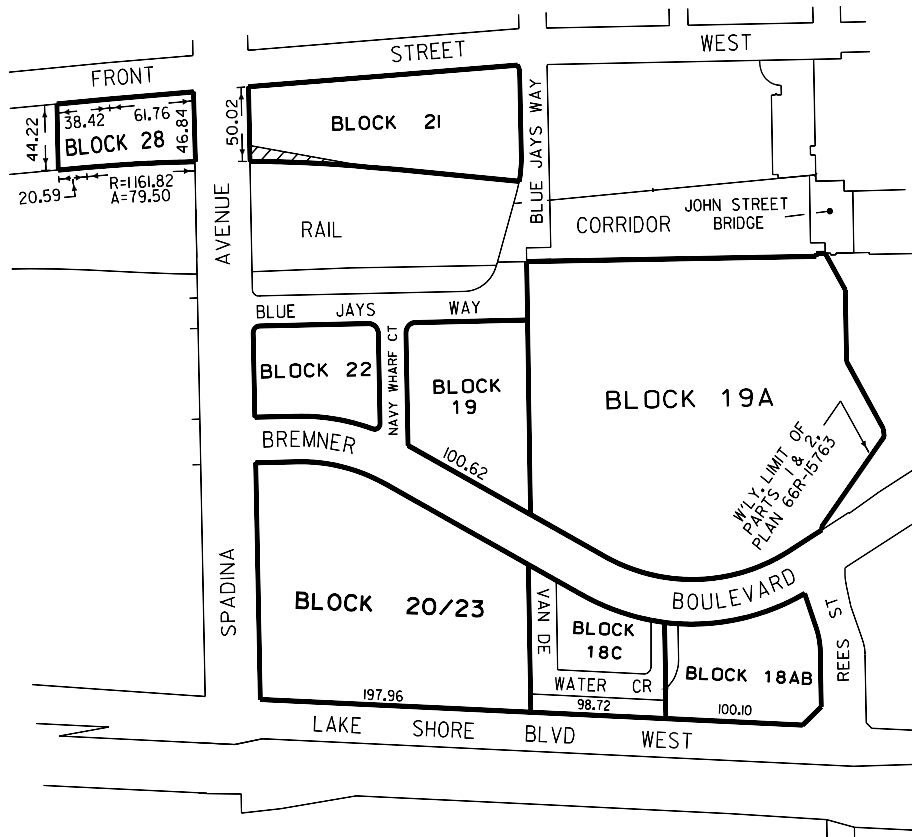 STREET
WEST
FRONT
44.22
38.42
61.76
46.84
BLOCK 28
20.59
R=1161.82
A=79.50
50.02
BLOCK 21
BLUE JAYS WAY
AVENUE
RAIL
CORRIDOR
JOHN STREET
BRIDGE
BLUE JAYS WAY
BLOCK 22
NAVY WHARF CT
BLOCK
19
BLOCK 19A
BREMNER
100.62
W'LY. LIMIT OF
PARTS 1 & 2,
PLAN 66R-15763
SPADINA
BLOCK 20/23
VAN DE
BLOCK
18C
BOULEVARD
REES ST
WATER CR
BLOCK 18AB
197.96
98.72
100.10
LAKE SHORE BLVD WEST